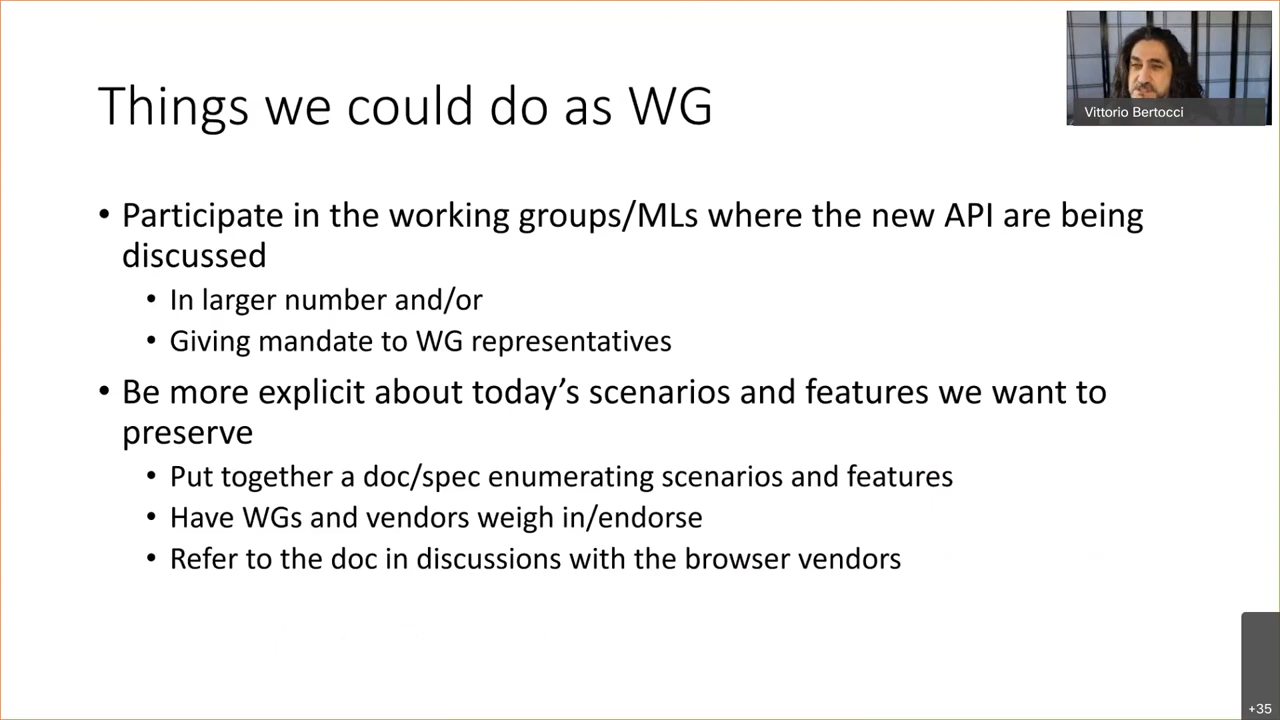 Things we could do as WG
Vittorio Bertocci
• Participate in the working groups/MLs where the new API are being
discussed
• In larger number and/or
• Giving mandate to WG representatives
• Be more explicit about today's scenarios and features we want to
preserve
• Put together a doc/spec enumerating scenarios and features
• Have WGs and vendors weigh in/endorse
• Refer to the doc in discussions with the browser vendors
+35